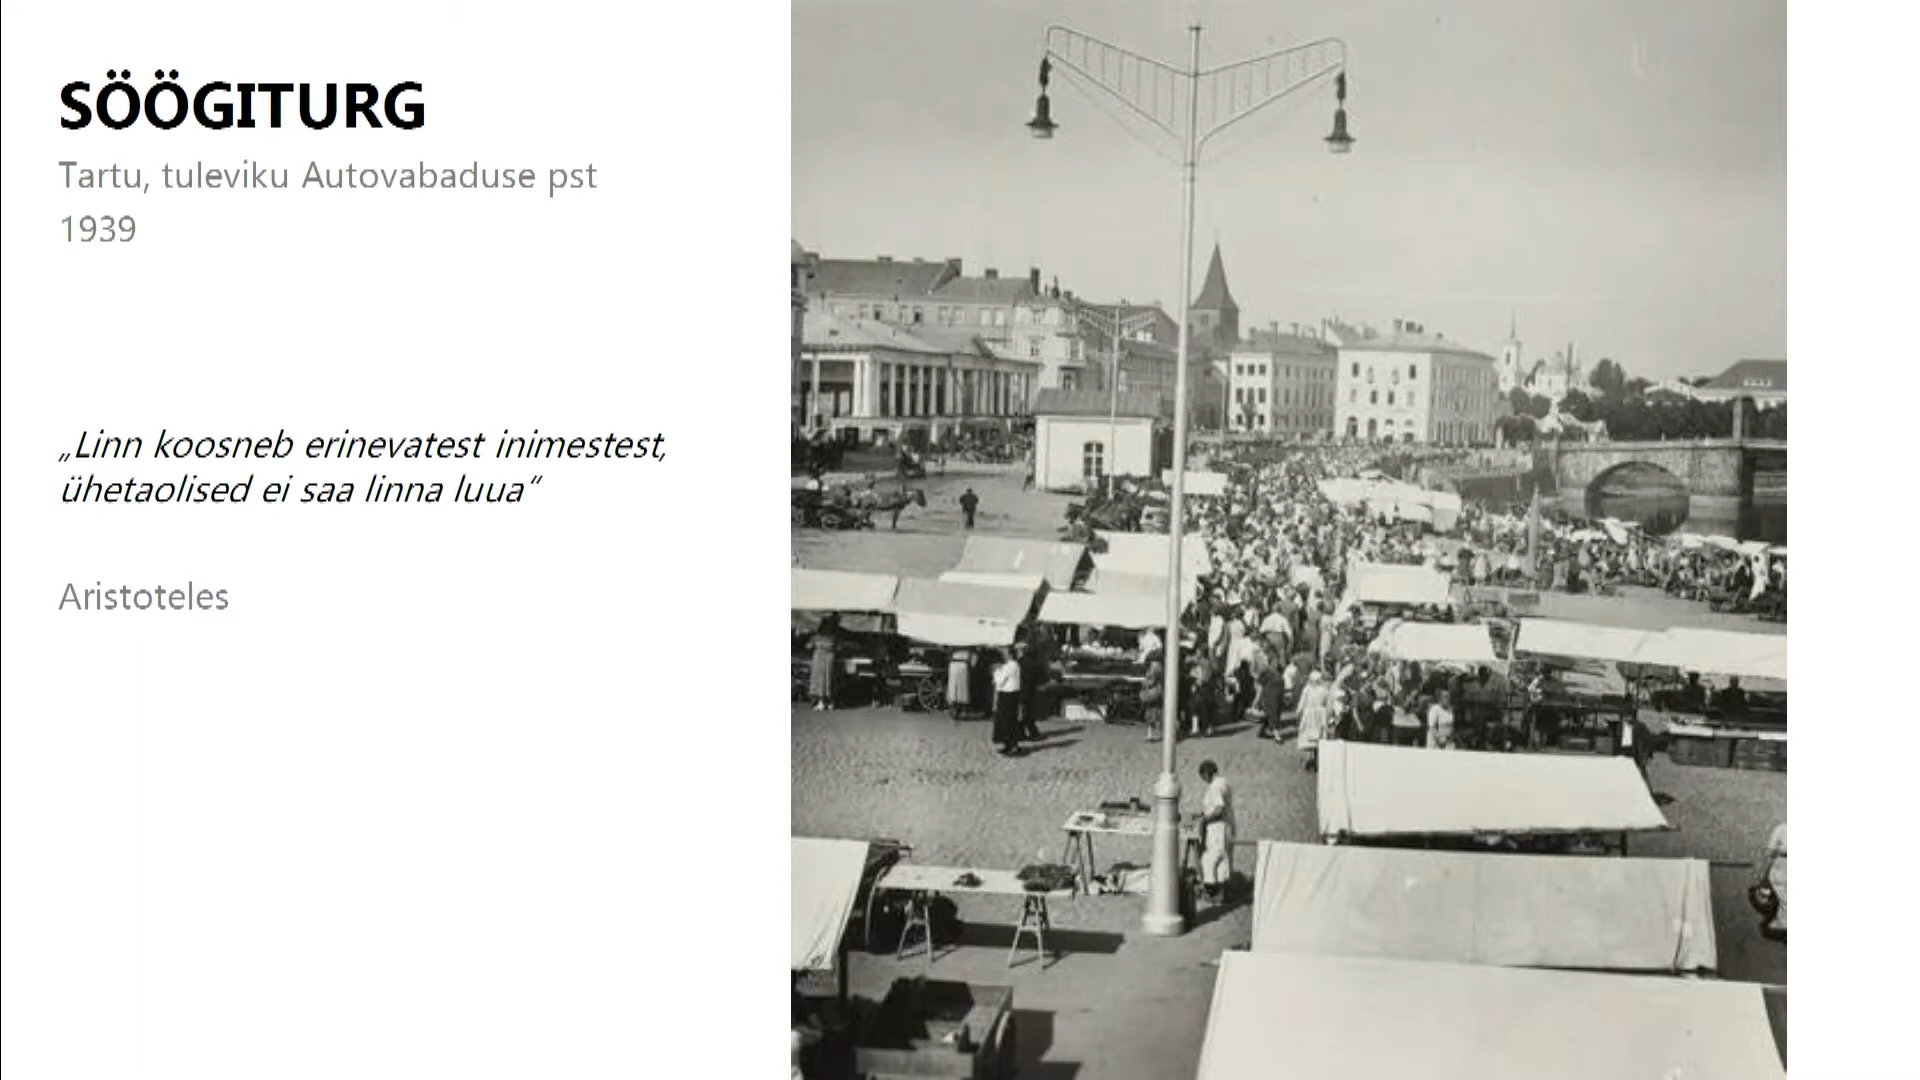 SÖÖGITURG
Tartu, tuleviku Autovabaduse pst
1939
„Linn koosneb erinevatest inimestest,
ühetaolised ei saa linna luua“
Aristoteles